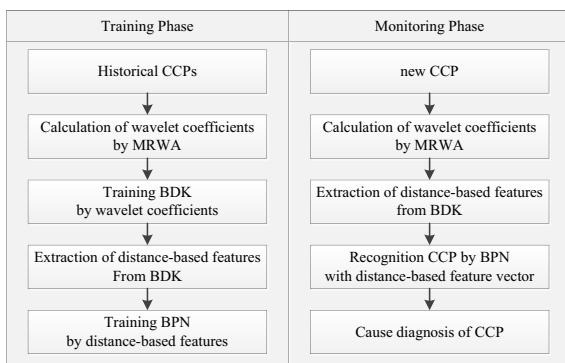 Training Phase
Historical CCPs
Calculation of wavelet coefficients
by MRWA
Training BDK
by wavelet coefficients
Extraction of distance-based features
From BDK
Training BPN
by distance-based features
Monitoring Phase
new CCP
Calculation of wavelet coefficients
by MRWA
Extraction of distance-based features
from BDK
Recognition CCP by BPN
with distance-based feature vector
Cause diagnosis of CCP